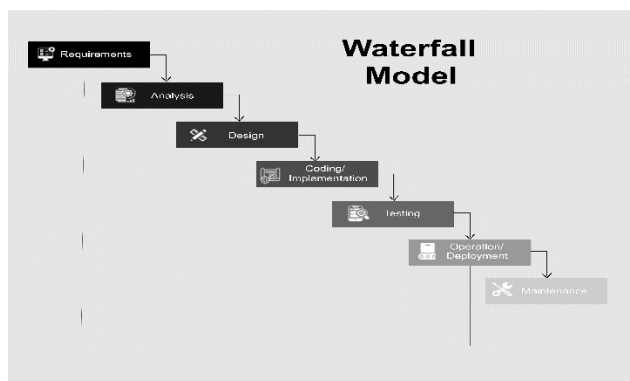 Waterfall
Model
Requirements
Analysis
Design
Coding/
Implementation
Testing
Operation/
Deployment
Maintenance